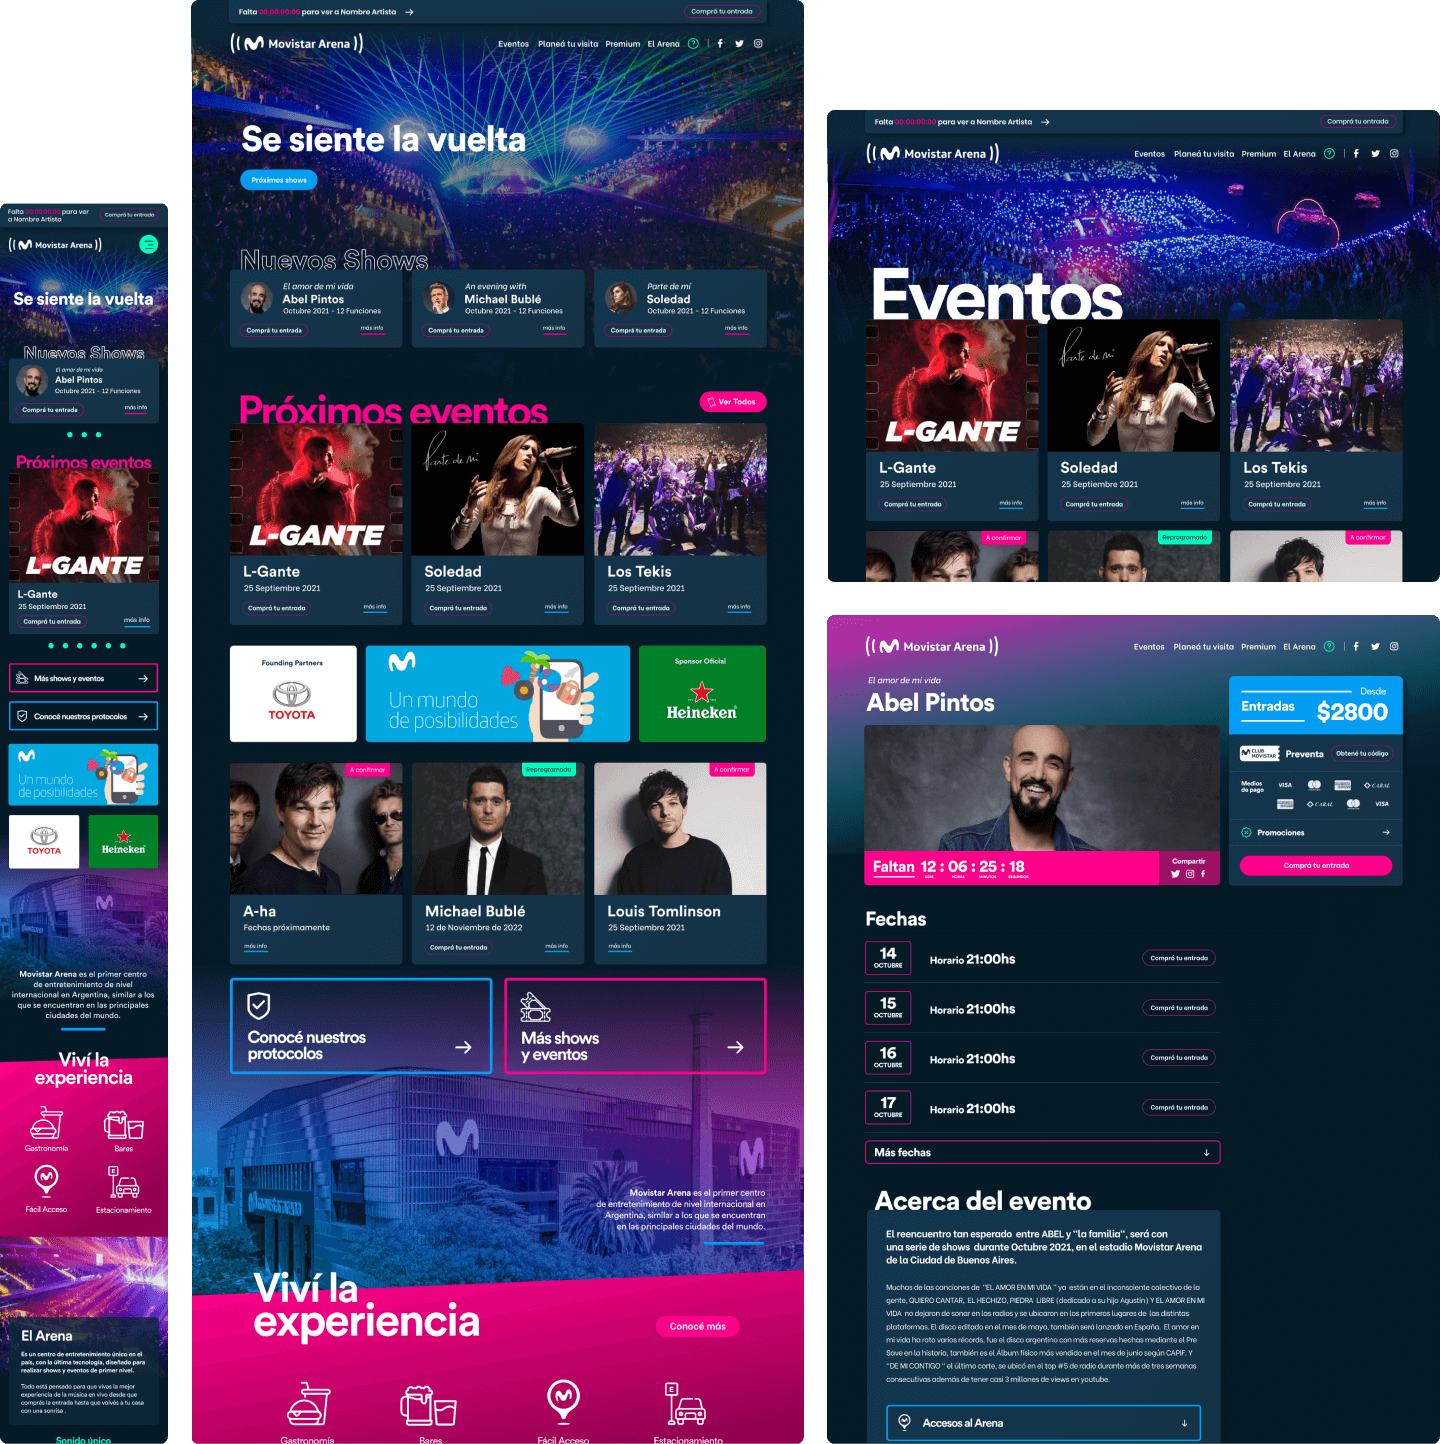 Falta 00:00:00:00 para ver
a Nombre Artista
Comprá tu entrada
Movistar Arena
Se siente la vuelta
Nuevos Shows
El amor de mi vida
Abel Pintos
Octubre 2021 - 12 Funciones
Comprá tu entrada
más info
Próximos eventos
L-GANTE
L-Gante
25 Septiembre 2021
Comprá tu entrada
más info
Más shows y eventos
Conocé nuestros protocolos
Un mundo
de posibilidades
TOYOTA
Heineken
Movistar Arena es el primer centro
de entretenimiento de nivel
internacional en Argentina, similar a los
que se encuentran en las principales
ciudades del mundo.
Viví la
experiencia
Gastronomía
Bares
E
Fácil Acceso
Estacionamiento
El Arena
Es un centro de entretenimiento único en el
país, con la última tecnología, diseñado para
realizar shows y eventos de primer nivel.
Todo está pensado para que vivas la mejor
experiencia de la música en vivo desde que
comprás la entrada hasta que volvés a tu casa
con una sonrisa .
Sonido único
Falta 00:00:00:00 para ver a Nombre Artista
Comprá tu entrada
Movistar Arena
Eventos Planeá tu visita Premium El Arena ?
Se siente la vuelta
Próximos shows
Nuevos Shows
El amor de mi vida
Abel Pintos
Octubre 2021 - 12 Funciones
Comprá tu entrada
más info
An evening with
Michael Bublé
Octubre 2021 - 12 Funciones
Comprá tu entrada
más info
Parte de mí
Soledad
Octubre 2021 - 12 Funciones
Comprá tu entrada
más info
Próximos eventos
Ver Todos
L-GANTE
L-Gante
25 Septiembre 2021
Comprá tu entrada
más info
Parte de mí
Soledad
25 Septiembre 2021
Comprá tu entrada
más info
Los Tekis
25 Septiembre 2021
Comprá tu entrada
más info
Founding Partners
TOYOTA
Un mundo
de posibilidades
Sponsor Oficial
Heineken
A confirmar
A-ha
Fechas próximamente
más info
Reprogramado
Michael Bublé
12 de Noviembre de 2022
Comprá tu entrada
más info
A confirmar
Louis Tomlinson
25 Septiembre 2021
más info
Conocé nuestros
protocolos
Más shows
y eventos
Movistar Arena es el primer centro
de entretenimiento de nivel internacional en
Argentina, similar a los que se encuentran
en las principales ciudades del mundo.
Viví la
experiencia
Conocé más
E
Gastronomía
Bares
Fácil Acceso
Estacionamiento
Falta 00:00:00:00 para ver a Nombre Artista
Comprá tu entrada
Movistar Arena
Eventos Planeá tu visita Premium El Arena ?
Eventos
L-GANTE
L-Gante
25 Septiembre 2021
Comprá tu entrada
más info
Parte de mí
Soledad
25 Septiembre 2021
Comprá tu entrada
más info
Los Tekis
25 Septiembre 2021
Comprá tu entrada
más info
A confirmar
Reprogramado
A confirmar
Movistar Arena
Eventos Planeá tu visita Premium El Arena ?
El amor de mi vida
Abel Pintos
Faltan 12 : 06 : 25 : 18
DÍAS HORAS MINUTOS SEGUNDOS
Compartir
Desde
Entradas $2800
CLUB
MOVISTAR
Preventa
Obtené tu código
Medios
de pago
VISA
CABAL
CABAL
VISA
Promociones
Comprá tu entrada
Fechas
14
OCTUBRE
Horario 21:00hs
Comprá tu entrada
15
OCTUBRE
Horario 21:00hs
Comprá tu entrada
16
OCTUBRE
Horario 21:00hs
Comprá tu entrada
17
OCTUBRE
Horario 21:00hs
Comprá tu entrada
Más fechas
Acerca del evento
El reencuentro tan esperado entre ABEL y "la familia", será con
una serie de shows durante Octubre 2021, en el estadio Movistar Arena
de la Ciudad de Buenos Aires.
Muchas de las canciones de "EL AMOR EN MI VIDA " ya están en el inconsciente colectivo de la
gente, QUIERO CANTAR, EL HECHIZO, PIEDRA LIBRE (dedicada a su hijo Agustín) Y EL AMOR EN MI
VIDA no dejaron de sonar en las radios y se ubicaron en los primeros lugares de las distintas
plataformas. El disco editado en el mes de mayo, también será lanzado en España. El amor en
mi vida ha roto varios récords, fue el disco argentino con más reservas hechas mediante el Pre
Save en la historia, también es el Álbum físico más vendido en el mes de junio según CAPIF. Y
"DE MI CONTIGO " el último corte, se ubicó en el top #5 de radio durante más de tres semanas
consecutivas además de tener casi 3 millones de views en youtube.
Accesos al Arena